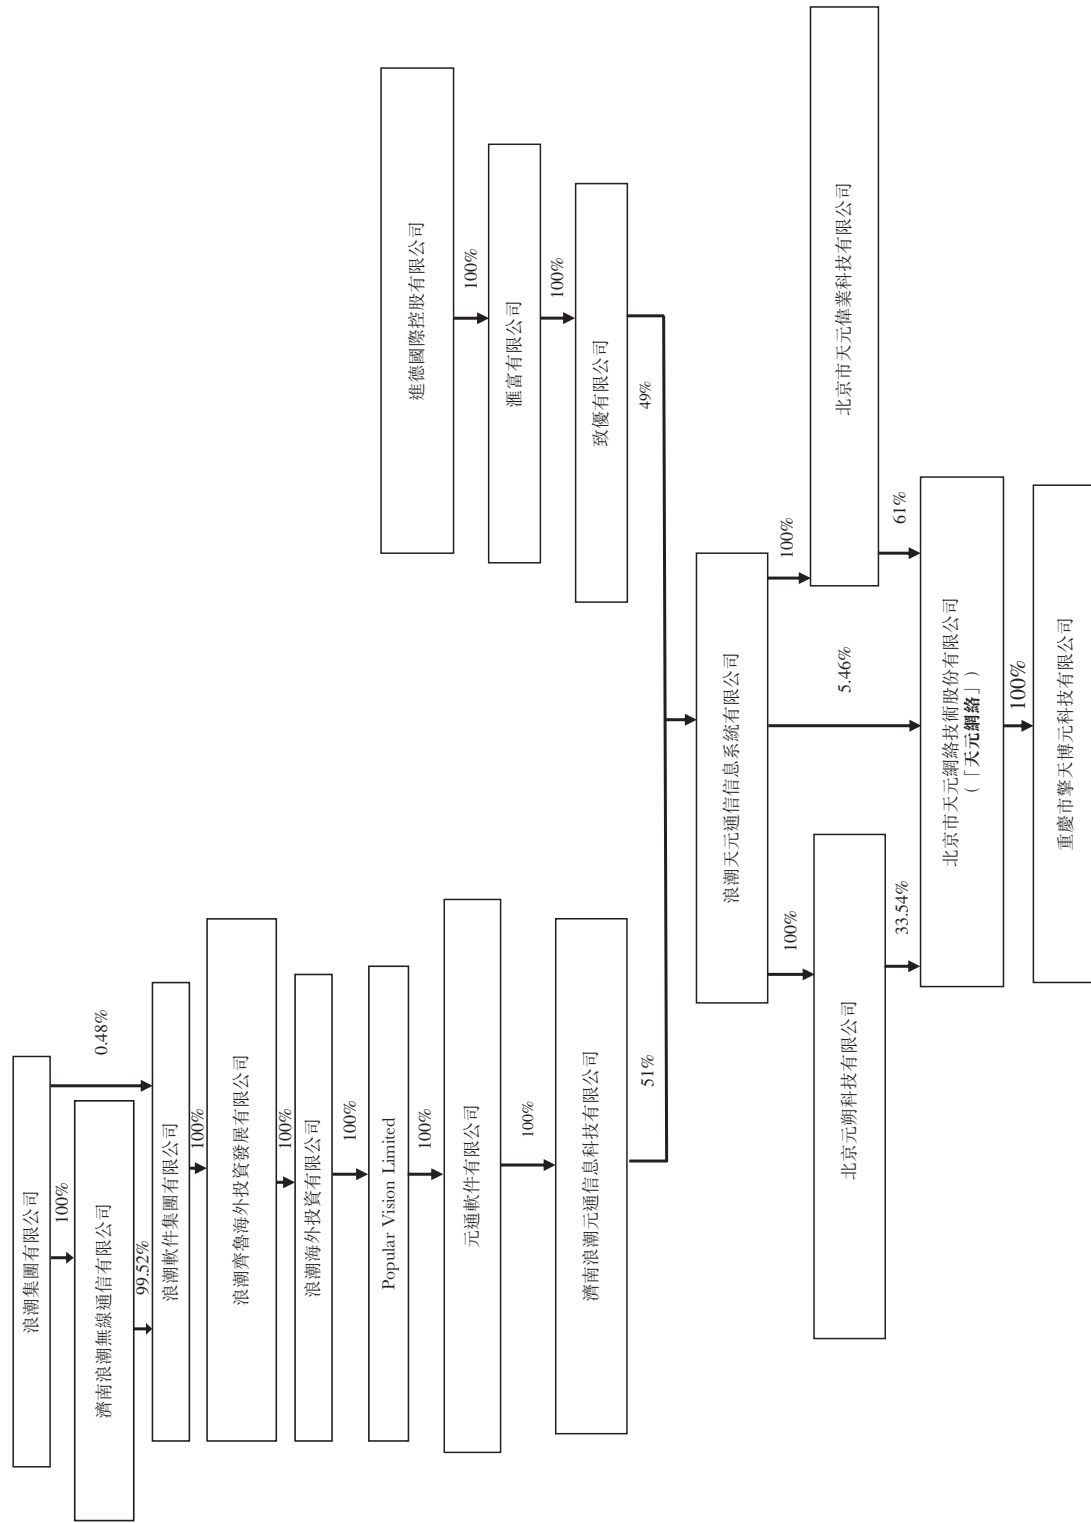 浪潮集團有限公司
100%
0.48%
濟南浪潮無線通信有限公司
99.52%
浪潮軟件集團有限公司
100%
浪潮齊魯海外投資發展有限公司
100%
浪潮海外投資有限公司
100%
Popular Vision Limited
100%
元通軟件有限公司
100%
濟南浪潮元通信息科技有限公司
51%
進德國際控股有限公司
100%
滙富有限公司
100%
致優有限公司
49%
浪潮天元通信信息系統有限公司
100%
5.46%
100%
北京元朔科技有限公司
北京市天元偉業科技有限公司
33.54%
61%
北京市天元網絡技術股份有限公司
（「天元網絡」）
100%
重慶市擎天博元科技有限公司